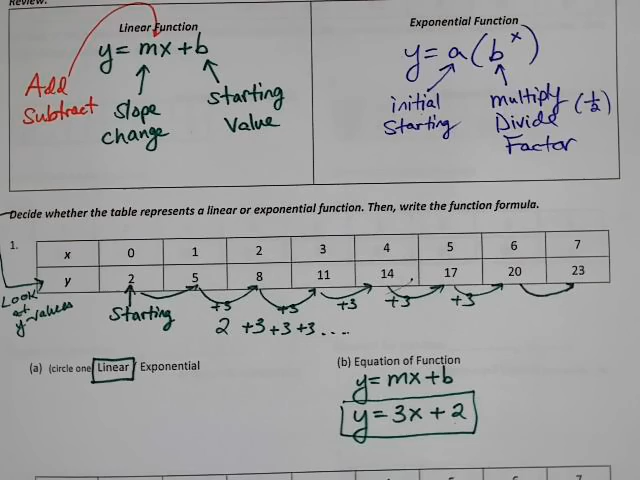 Review:
Linear Function
Exponential Function
y = mx + b
y = a(b^x)
Add
Subtract
slope
change
Starting
Value
initial
Starting
multiply
Divide (1/2)
Factor
Decide whether the table represents a linear or exponential function. Then, write the function formula.
1.
x 0 1 2 3 4 5 6 7
y 2 5 8 11 14 17 20 23
Look
at
y-values
Starting
+3 +3 +3 +3 +3
2 +3 +3 +3 . . . .
(a) (circle one) Linear / Exponential
(b) Equation of Function
y = mx + b
y = 3x + 2